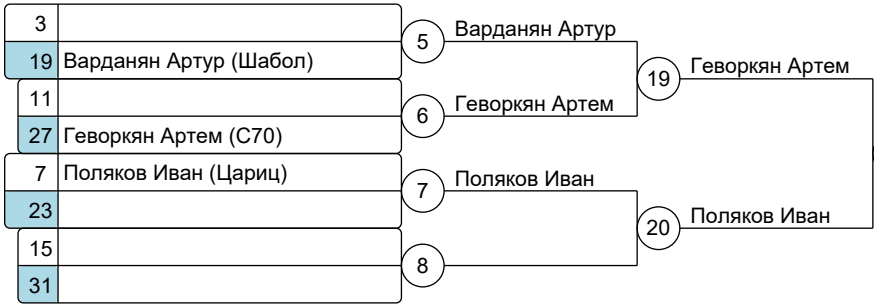 3
5
Варданян Артур
19 Варданян Артур (Шабол)
19
Геворкян Артем
11
6
Геворкян Артем
27 Геворкян Артем (С70)
7 Поляков Иван (Цариц)
7
Поляков Иван
23
20
Поляков Иван
15
8
31